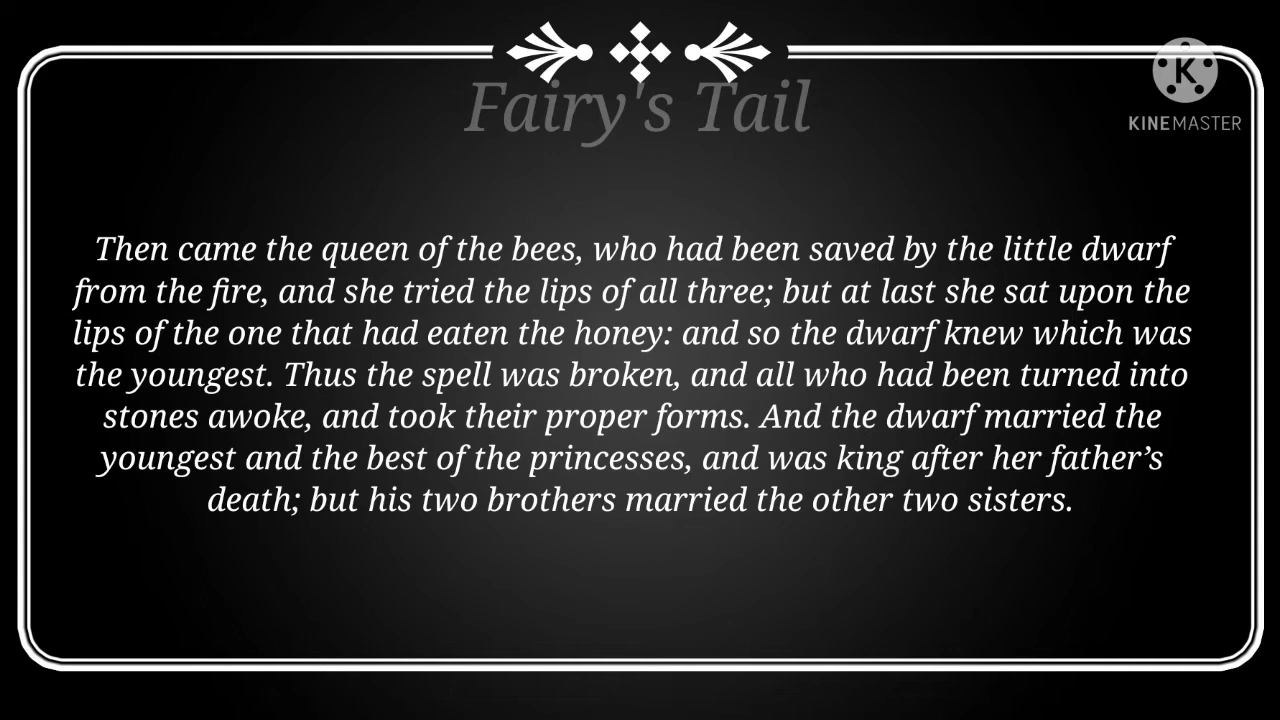 Fairy's Tail
K
KINEMASTER
Then came the queen of the bees, who had been saved by the little dwarf
from the fire, and she tried the lips of all three; but at last she sat upon the
lips of the one that had eaten the honey: and so the dwarf knew which was
the youngest. Thus the spell was broken, and all who had been turned into
stones awoke, and took their proper forms. And the dwarf married the
youngest and the best of the princesses, and was king after her father’s
death; but his two brothers married the other two sisters.